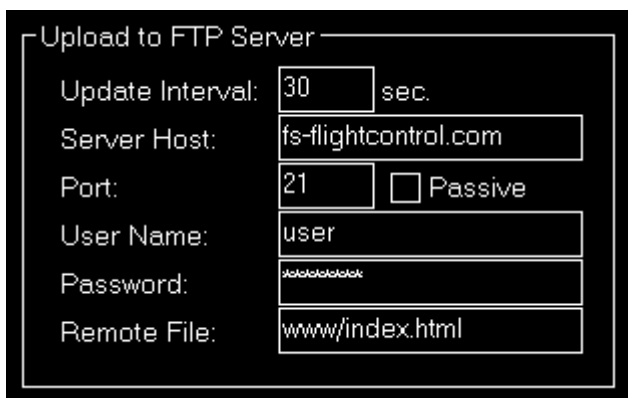 Upload to FTP Server
Update Interval: 30 sec.
Server Host: fs-flightcontrol.com
Port: 21 Passive
User Name: user
Password: *********
Remote File: www/index.html